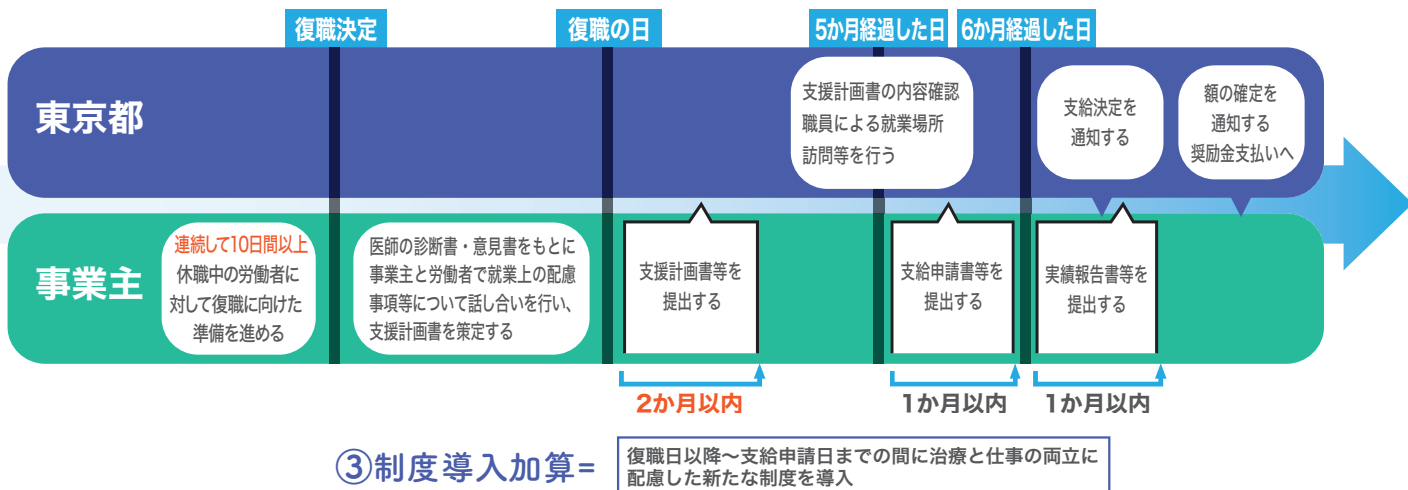 復職決定
復職の日
5か月経過した日
6か月経過した日
東京都
支援計画書の内容確認
職員による就業場所
訪問等を行う
支給決定を
通知する
額の確定を
通知する
奨励金支払いへ
事業主
連続して10日間以上
休職中の労働者に
対して復職に向けた
準備を進める
医師の診断書・意見書をもとに
事業主と労働者で就業上の配慮
事項等について話し合いを行い、
支援計画書を策定する
支援計画書等を
提出する
支給申請書等を
提出する
実績報告書等を
提出する
2か月以内
1か月以内
1か月以内
③制度導入加算=
復職日以降～支給申請日までの間に治療と仕事の両立に
配慮した新たな制度を導入